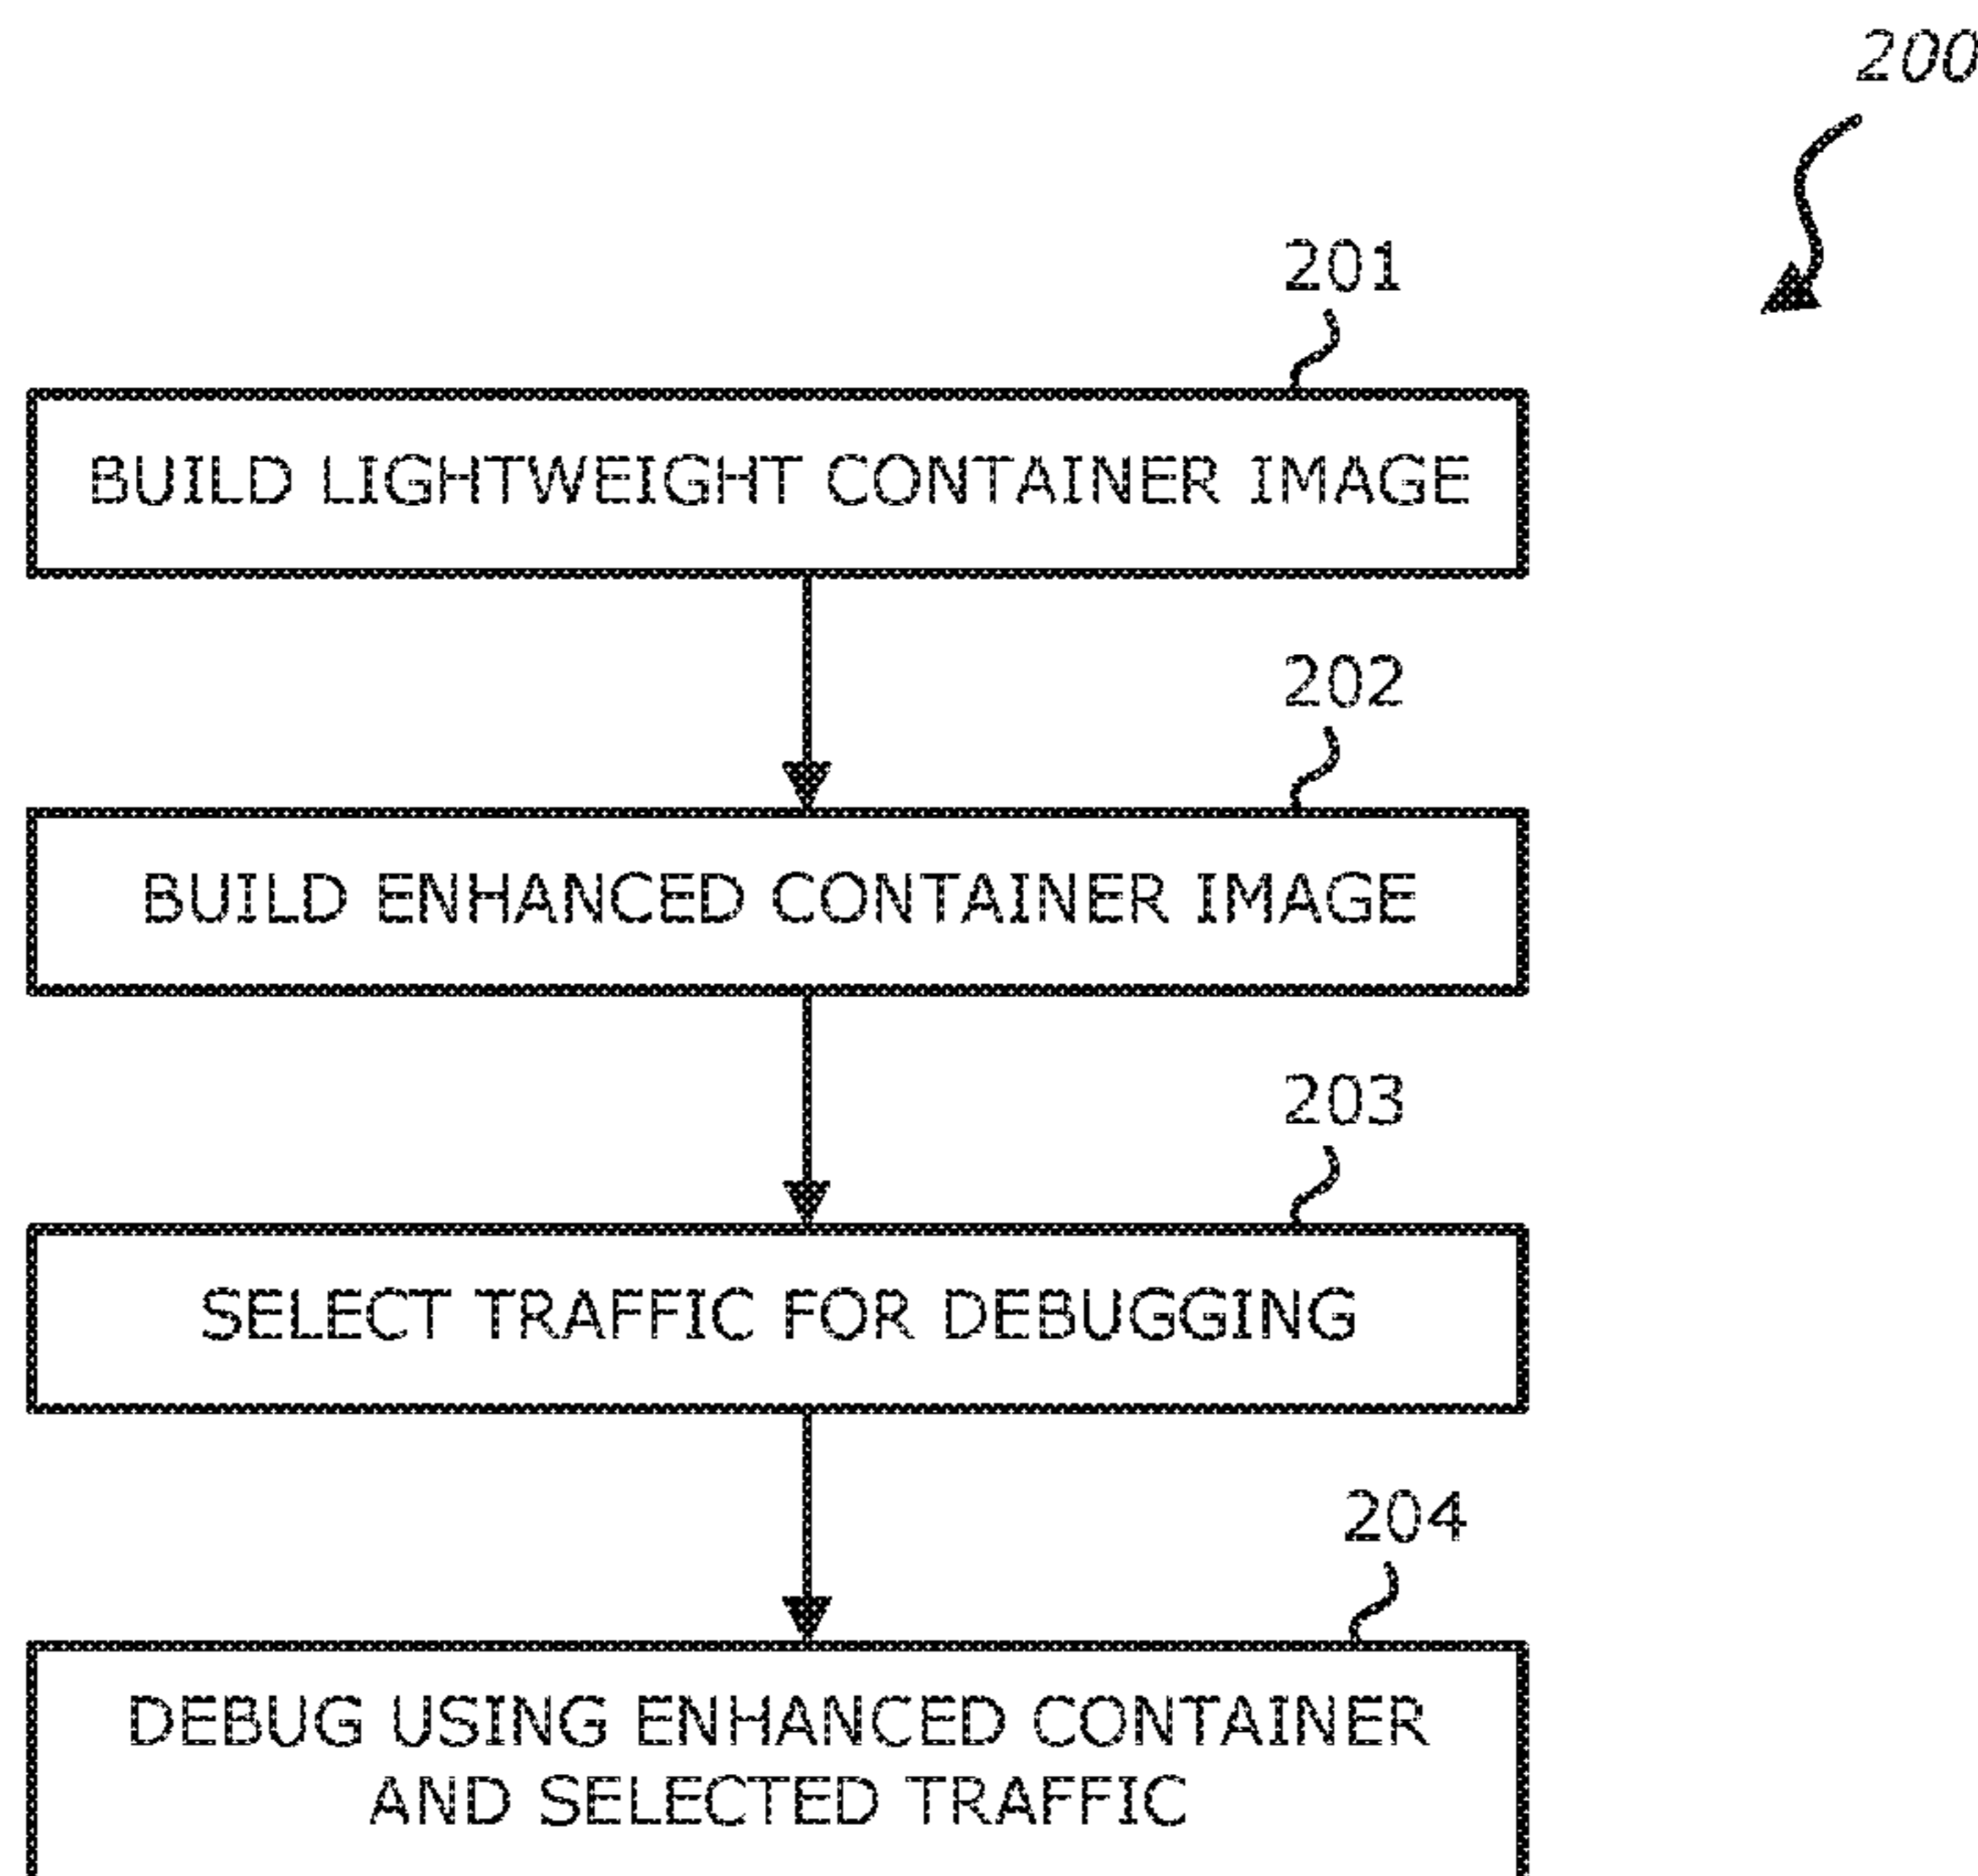 200
201
BUILD LIGHTWEIGHT CONTAINER IMAGE
202
BUILD ENHANCED CONTAINER IMAGE
203
SELECT TRAFFIC FOR DEBUGGING
204
DEBUG USING ENHANCED CONTAINER
AND SELECTED TRAFFIC